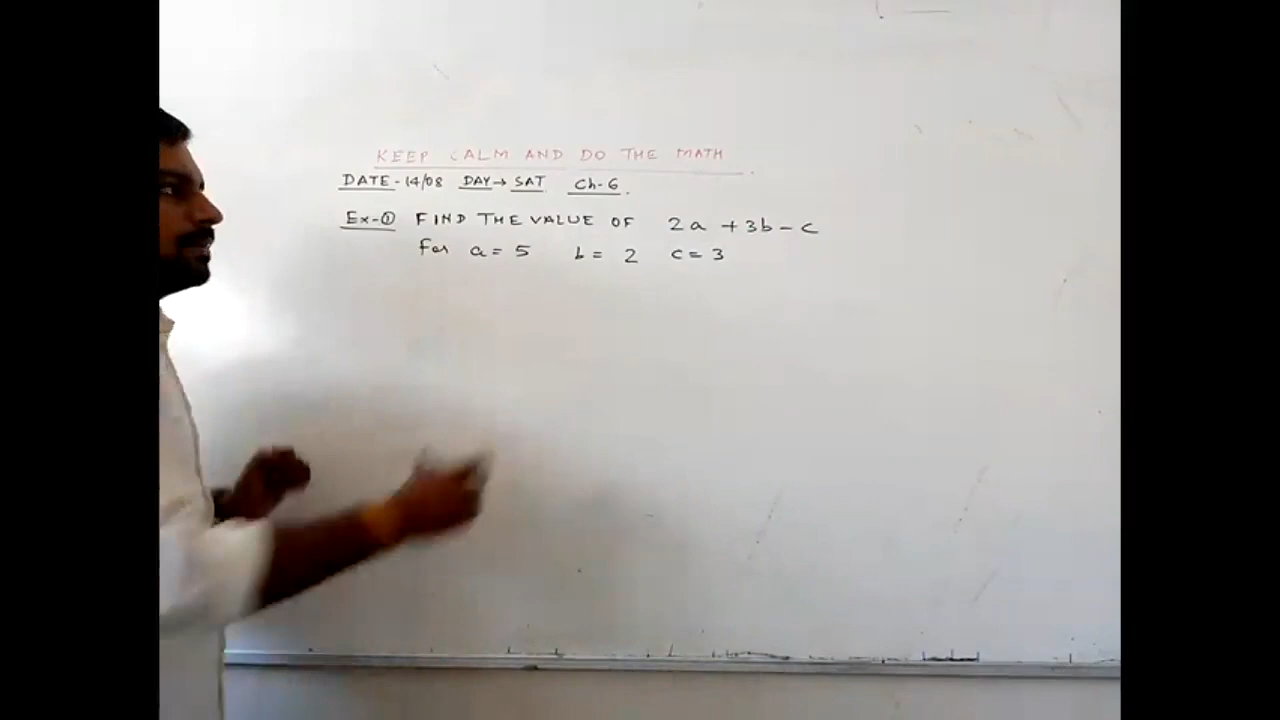 KEEP CALM AND DO THE MATH
DATE - 14/08 DAY → SAT Ch-6.
Ex-① FIND THE VALUE OF 2a + 3b - c
for a = 5 b = 2 c = 3